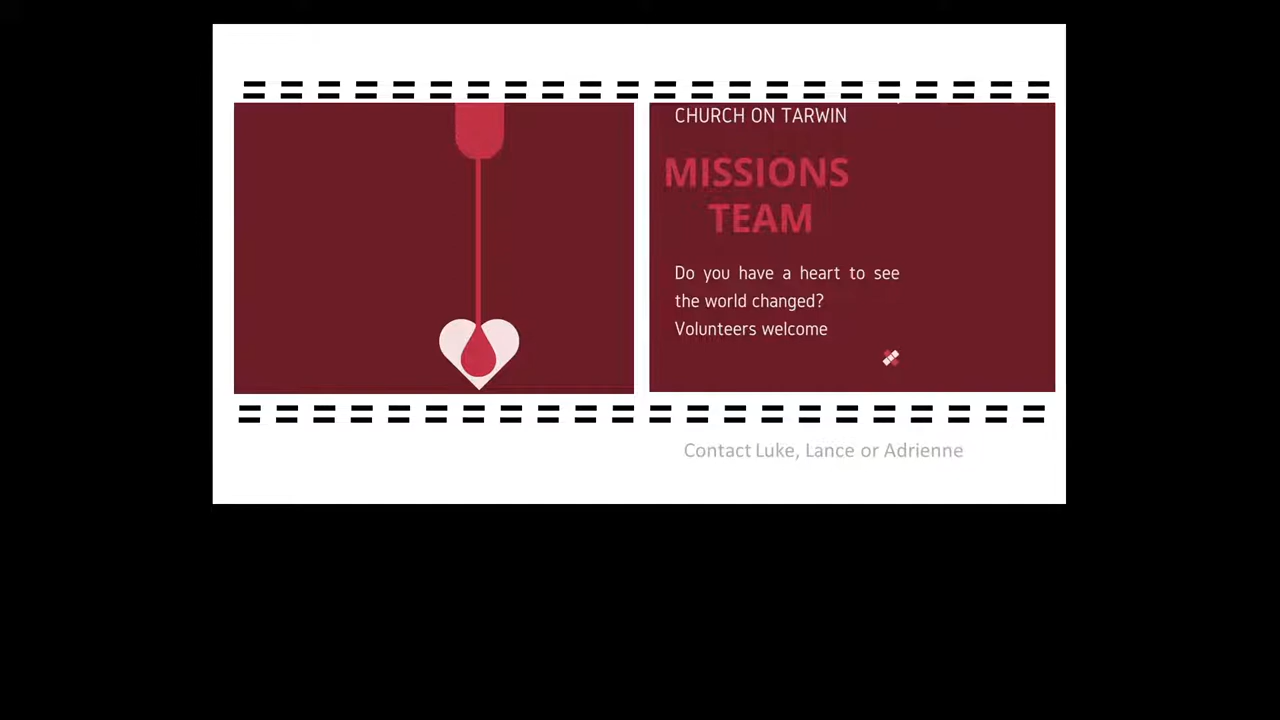 CHURCH ON TARWIN
MISSIONS
TEAM
Do you have a heart to see
the world changed?
Volunteers welcome
Contact Luke, Lance or Adrienne